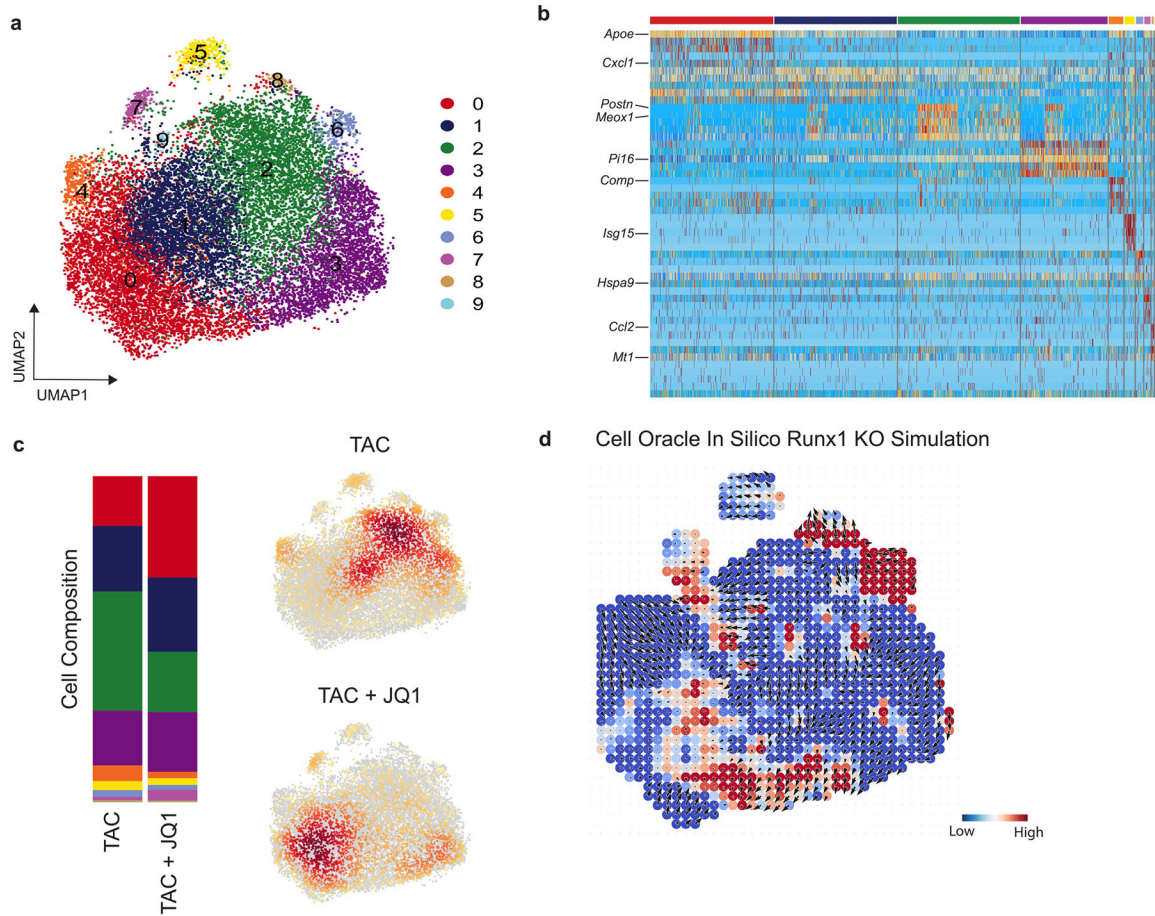 a
5
8
7
6
9
2
4
1
3
0
0
1
2
3
4
5
6
7
8
9
UMAP2
UMAP1
b
Apoe
Cxcl1
Postn
Meox1
Pi16
Comp
Isg15
Hspa9
Ccl2
Mt1
c
Cell Composition
TAC
TAC + JQ1
TAC
TAC + JQ1
d Cell Oracle In Silico Runx1 KO Simulation
Low High